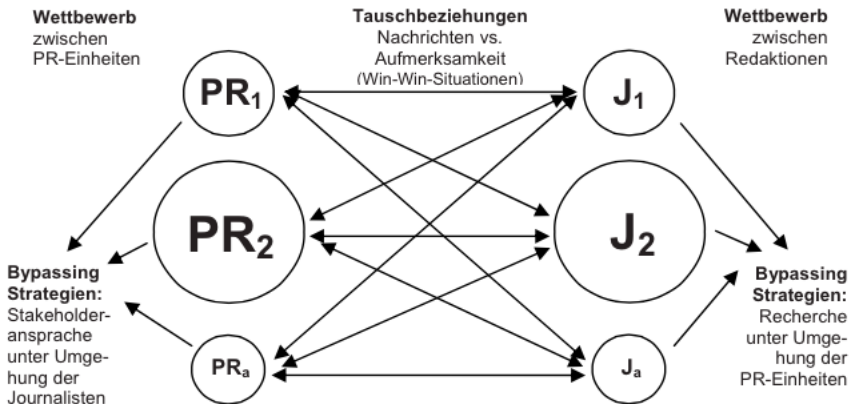 Wettbewerb
zwischen
PR-Einheiten
Tauschbeziehungen
Nachrichten vs.
Aufmerksamkeit
(Win-Win-Situationen)
Wettbewerb
zwischen
Redaktionen
PR₁
J₁
PR₂
J₂
PRₐ
Jₐ
Bypassing
Strategien:
Stakeholder-
ansprache
unter Umge-
hung der
Journalisten
Bypassing
Strategien:
Recherche
unter Umge-
hung der
PR-Einheiten